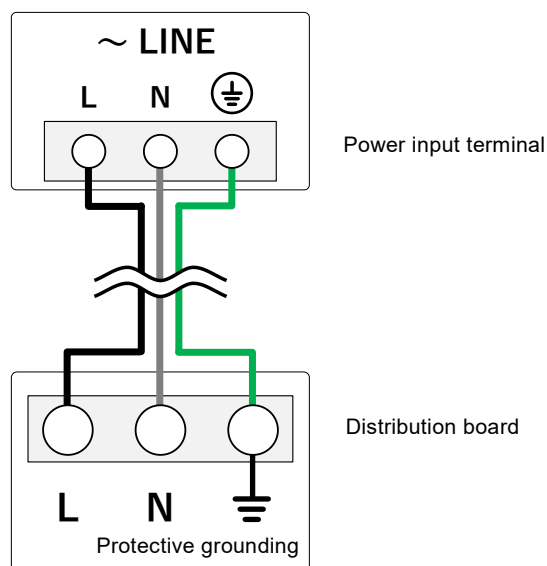 ~ LINE
L N
Power input terminal
Distribution board
L N
Protective grounding